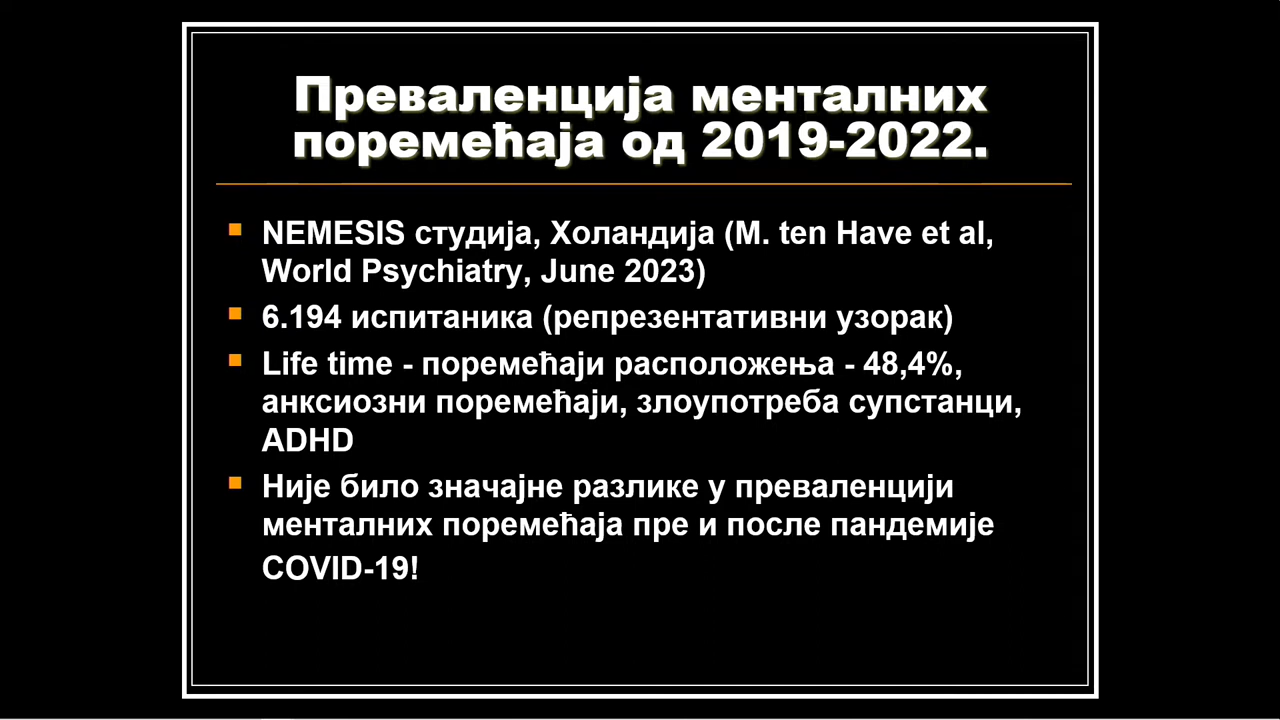 Преваленција менталних
поремећаја од 2019-2022.
NEMESIS студија, Холандија (M. ten Have et al,
World Psychiatry, June 2023)
6.194 испитаника (репрезентативни узорак)
Life time - поремећаји расположења - 48,4%,
анксиозни поремећаји, злоупотреба супстанци,
ADHD
Није било значајне разлике у преваленцији
менталних поремећаја пре и после пандемије
COVID-19!